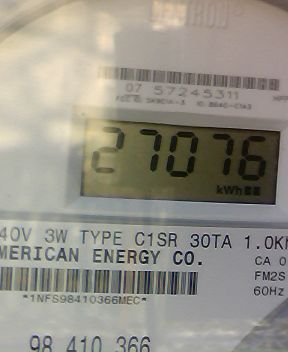 CENTRON®
07 57245311
27076
kWh
40V 3W TYPE C1SR 30TA 1.0K
MERICAN ENERGY CO.
CA 0
FM2S
60Hz
*1NFS98410366MEC*
98 410 366